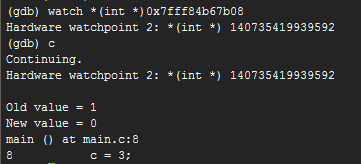 (gdb) watch *(int *)0x7fff84b67b08
Hardware watchpoint 2: *(int *) 140735419939592
(gdb) c
Continuing.
Hardware watchpoint 2: *(int *) 140735419939592
Old value = 1
New value = 0
main () at main.c:8
8 c = 3;